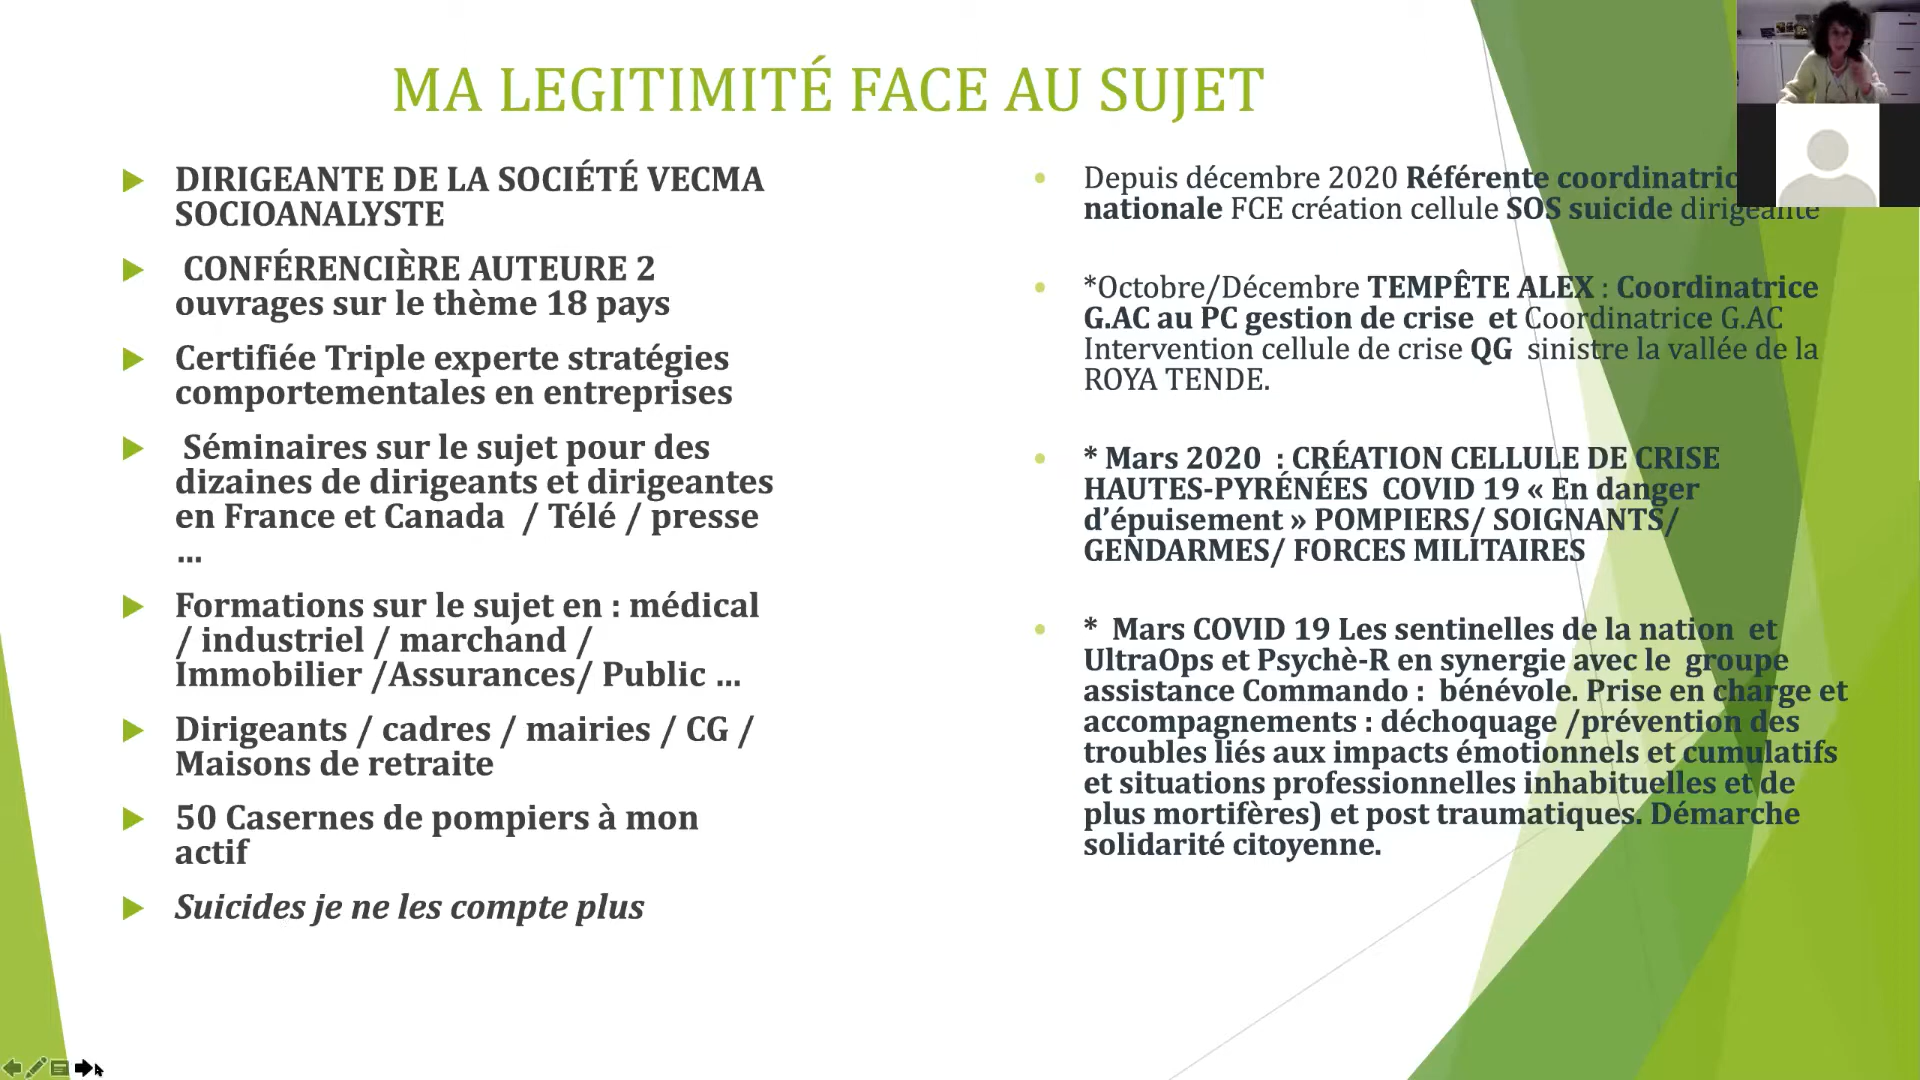 MA LEGITIMITÉ FACE AU SUJET
DIRIGEANTE DE LA SOCIÉTÉ VECMA
SOCIOANALYSTE
CONFÉRENCIÈRE AUTEURE 2
ouvrages sur le thème 18 pays
Certifiée Triple experte stratégies
comportementales en entreprises
Séminaires sur le sujet pour des
dizaines de dirigeants et dirigeantes
en France et Canada / Télé / presse
...
Formations sur le sujet en : médical
/ industriel / marchand /
Immobilier /Assurances/ Public ...
Dirigeants / cadres / mairies / CG /
Maisons de retraite
50 Casernes de pompiers à mon
actif
Suicides je ne les compte plus
Depuis décembre 2020 Référente coordinatric
nationale FCE création cellule SOS suicide dirigeante
*Octobre/Décembre TEMPÊTE ALEX : Coordinatrice
G.AC au PC gestion de crise et Coordinatrice G.AC
Intervention cellule de crise QG sinistre la vallée de la
ROYA TENDE.
* Mars 2020 : CRÉATION CELLULE DE CRISE
HAUTES-PYRÉNÉES COVID 19 « En danger
d'épuisement » POMPIERS/ SOIGNANTS/
GENDARMES/ FORCES MILITAIRES
* Mars COVID 19 Les sentinelles de la nation et
UltraOps et Psychè-R en synergie avec le groupe
assistance Commando : bénévole. Prise en charge et
accompagnements : déchoquage /prévention des
troubles liés aux impacts émotionnels et cumulatifs
et situations professionnelles inhabituelles et de
plus mortifères) et post traumatiques. Démarche
solidarité citoyenne.